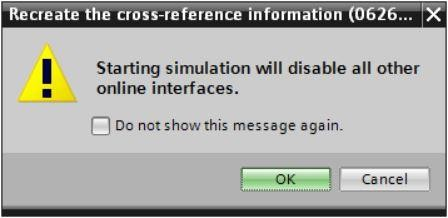 Recreate the cross-reference information (0626...
Starting simulation will disable all other
online interfaces.
Do not show this message again.
OK Cancel